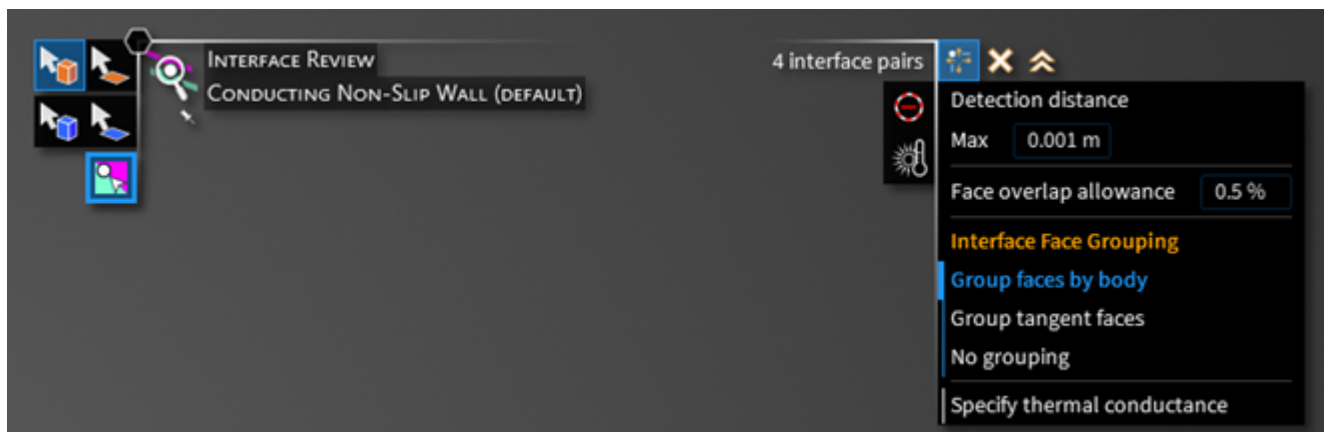 Interface Review
Conducting Non-Slip Wall (default)
4 interface pairs
Detection distance
Max 0.001 m
Face overlap allowance 0.5 %
Interface Face Grouping
Group faces by body
Group tangent faces
No grouping
Specify thermal conductance